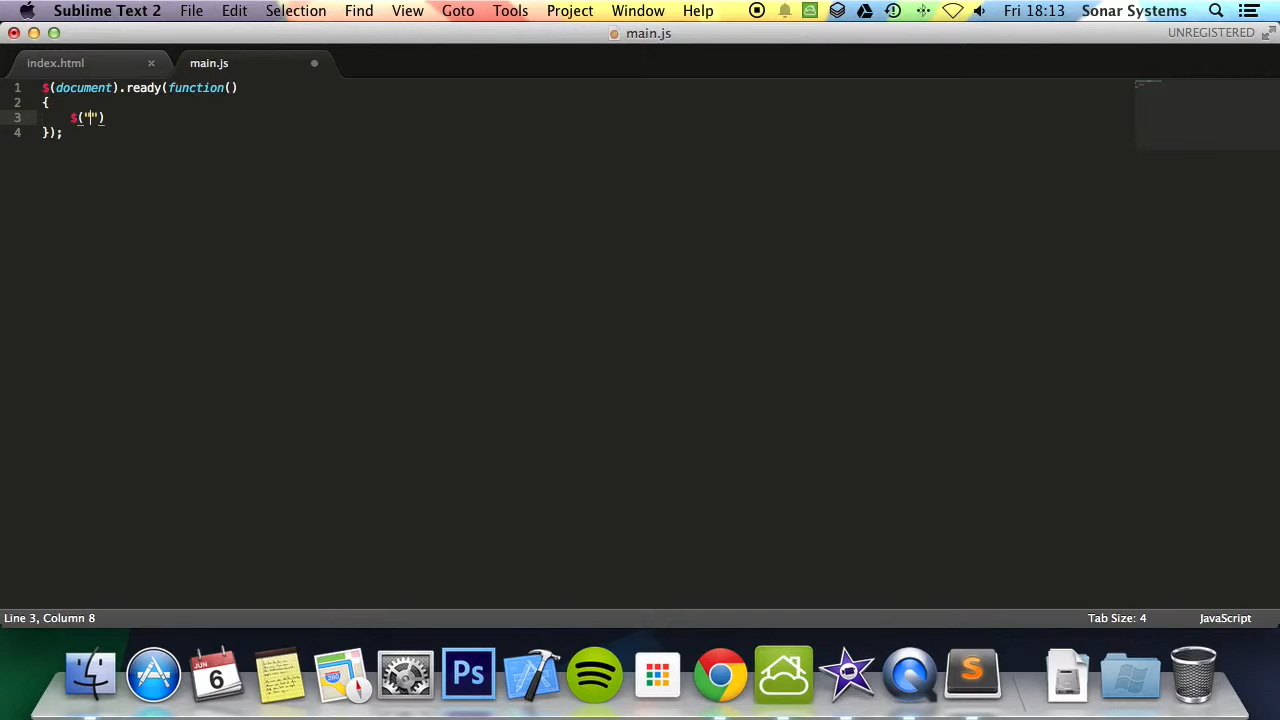 Sublime Text 2 File Edit Selection Find View Goto Tools Project Window Help Fri 18:13 Sonar Systems
main.js UNREGISTERED
index.html × main.js
1 $(document).ready(function()
2 {
3 $("")
4 });
Line 3, Column 8 Tab Size: 4 JavaScript
JUN
6
280
Ps
S